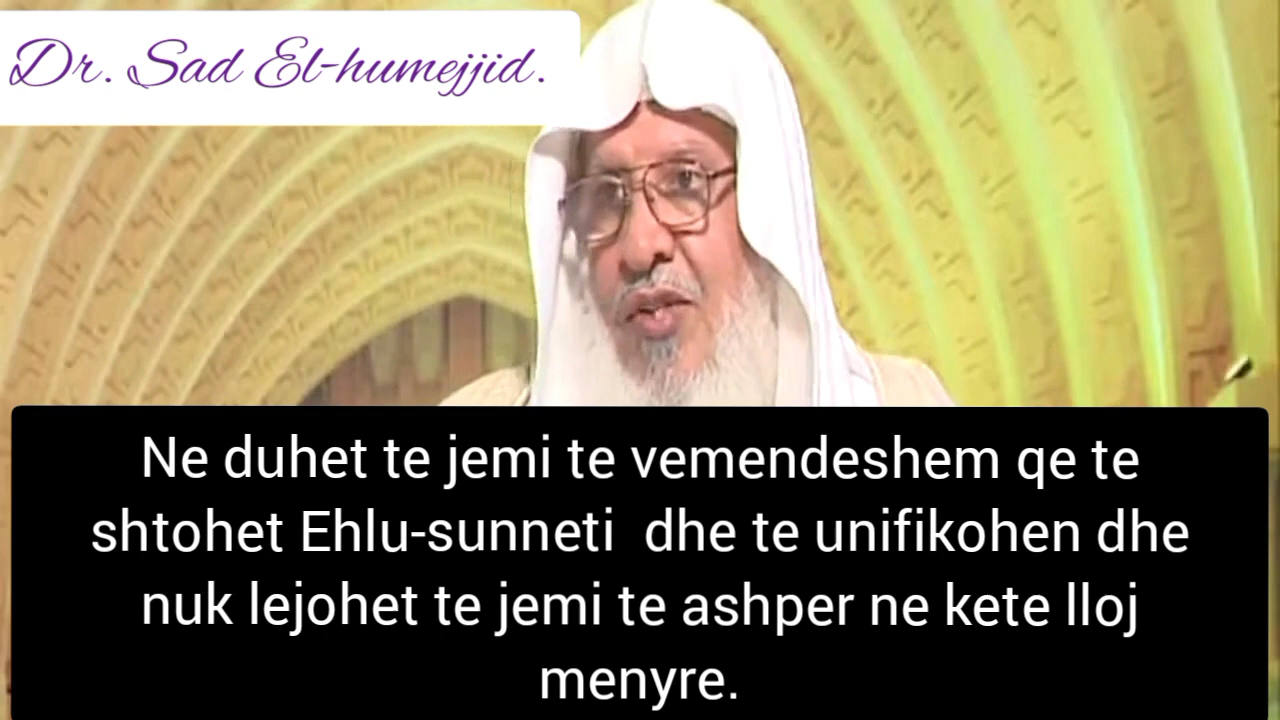 Dr. Sad El-humejjid.
Ne duhet te jemi te vemendeshem qe te
shtohet Ehlu-sunneti dhe te unifikohen dhe
nuk lejohet te jemi te ashper ne kete lloj
menyre.